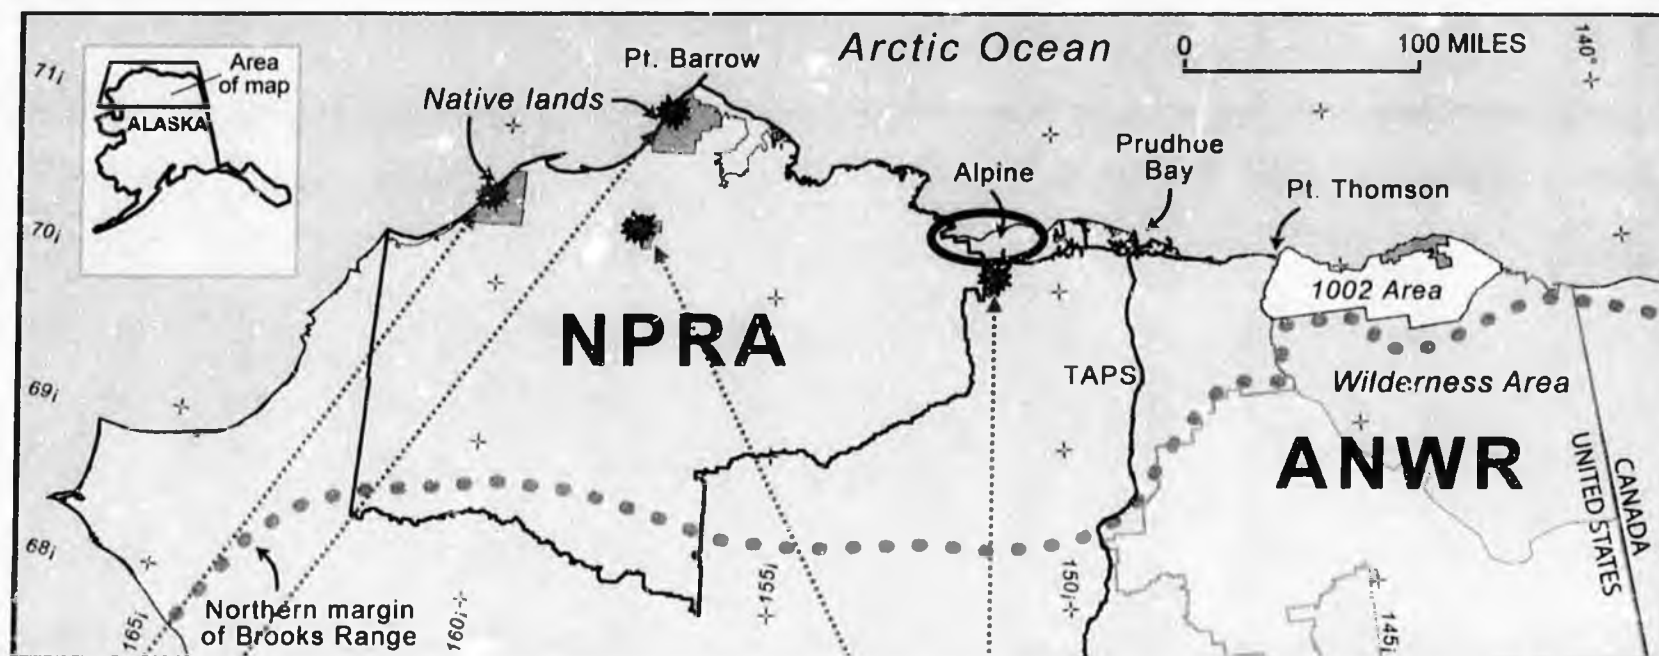 Arctic Ocean
0 100 MILES
140°
71¡
Area
of map
ALASKA
Pt. Barrow
Native lands
Prudhoe
Bay
Alpine
Pt. Thomson
70¡
1002 Area
NPRA
TAPS
69¡
Wilderness Area
ANWR
CANADA
UNITED STATES
68¡
Northern margin
of Brooks Range
165¡
160¡
155¡
150¡
145¡